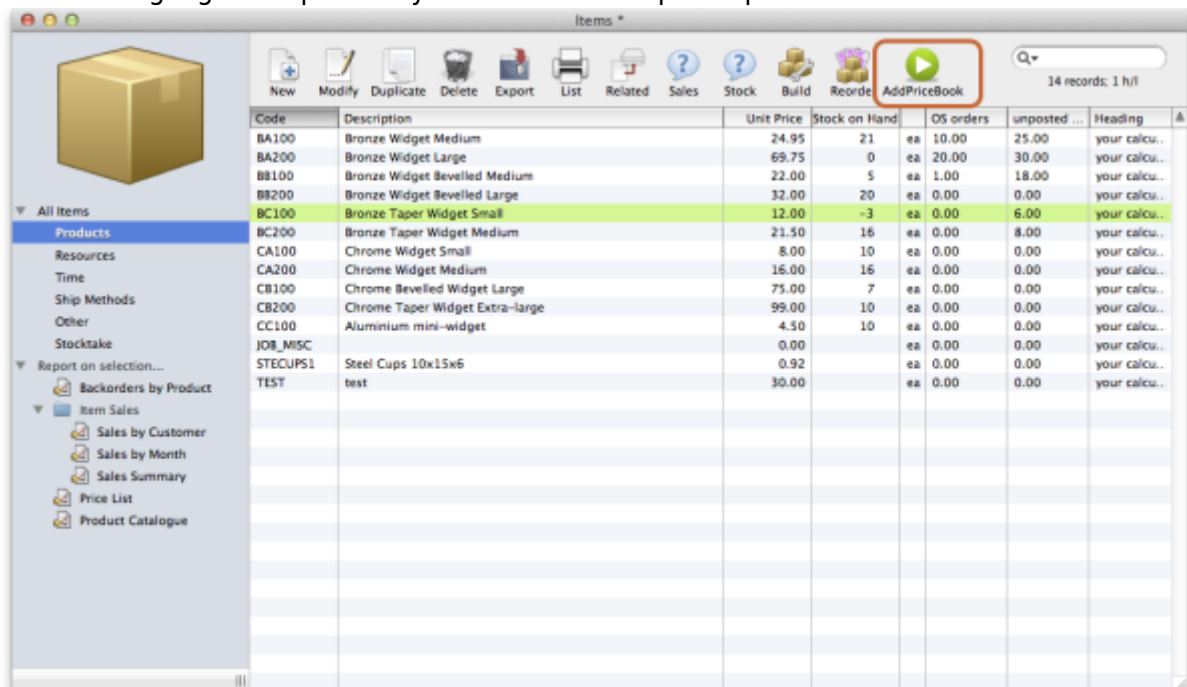 Items *
New Modify Duplicate Delete Export List Related Sales Stock Build Reorde AddPriceBook
14 records; 1 h/l
Code Description Unit Price Stock on Hand OS orders unposted ... Heading
BA100 Bronze Widget Medium 24.95 21 ea 10.00 25.00 your calcu..
BA200 Bronze Widget Large 69.75 0 ea 20.00 30.00 your calcu..
BB100 Bronze Widget Bevelled Medium 22.00 5 ea 1.00 18.00 your calcu..
BB200 Bronze Widget Bevelled Large 32.00 20 ea 0.00 0.00 your calcu..
BC100 Bronze Taper Widget Small 12.00 -3 ea 0.00 6.00 your calcu..
BC200 Bronze Taper Widget Medium 21.50 16 ea 0.00 8.00 your calcu..
CA100 Chrome Widget Small 8.00 10 ea 0.00 0.00 your calcu..
CA200 Chrome Widget Medium 16.00 16 ea 0.00 0.00 your calcu..
CB100 Chrome Bevelled Widget Large 75.00 7 ea 0.00 0.00 your calcu..
CB200 Chrome Taper Widget Extra-large 99.00 10 ea 0.00 0.00 your calcu..
CC100 Aluminium mini-widget 4.50 10 ea 0.00 0.00 your calcu..
JOB_MISC 0.00 ea 0.00 0.00 your calcu..
STECUPS1 Steel Cups 10x15x6 0.92 ea 0.00 0.00 your calcu..
TEST test 30.00 ea 0.00 0.00 your calcu..
All Items
Products
Resources
Time
Ship Methods
Other
Stocktake
Report on selection...
Backorders by Product
Item Sales
Sales by Customer
Sales by Month
Sales Summary
Price List
Product Catalogue